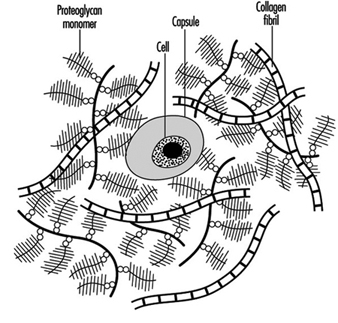 Proteoglycan
monomer
Capsule
Cell
Collagen
fibril